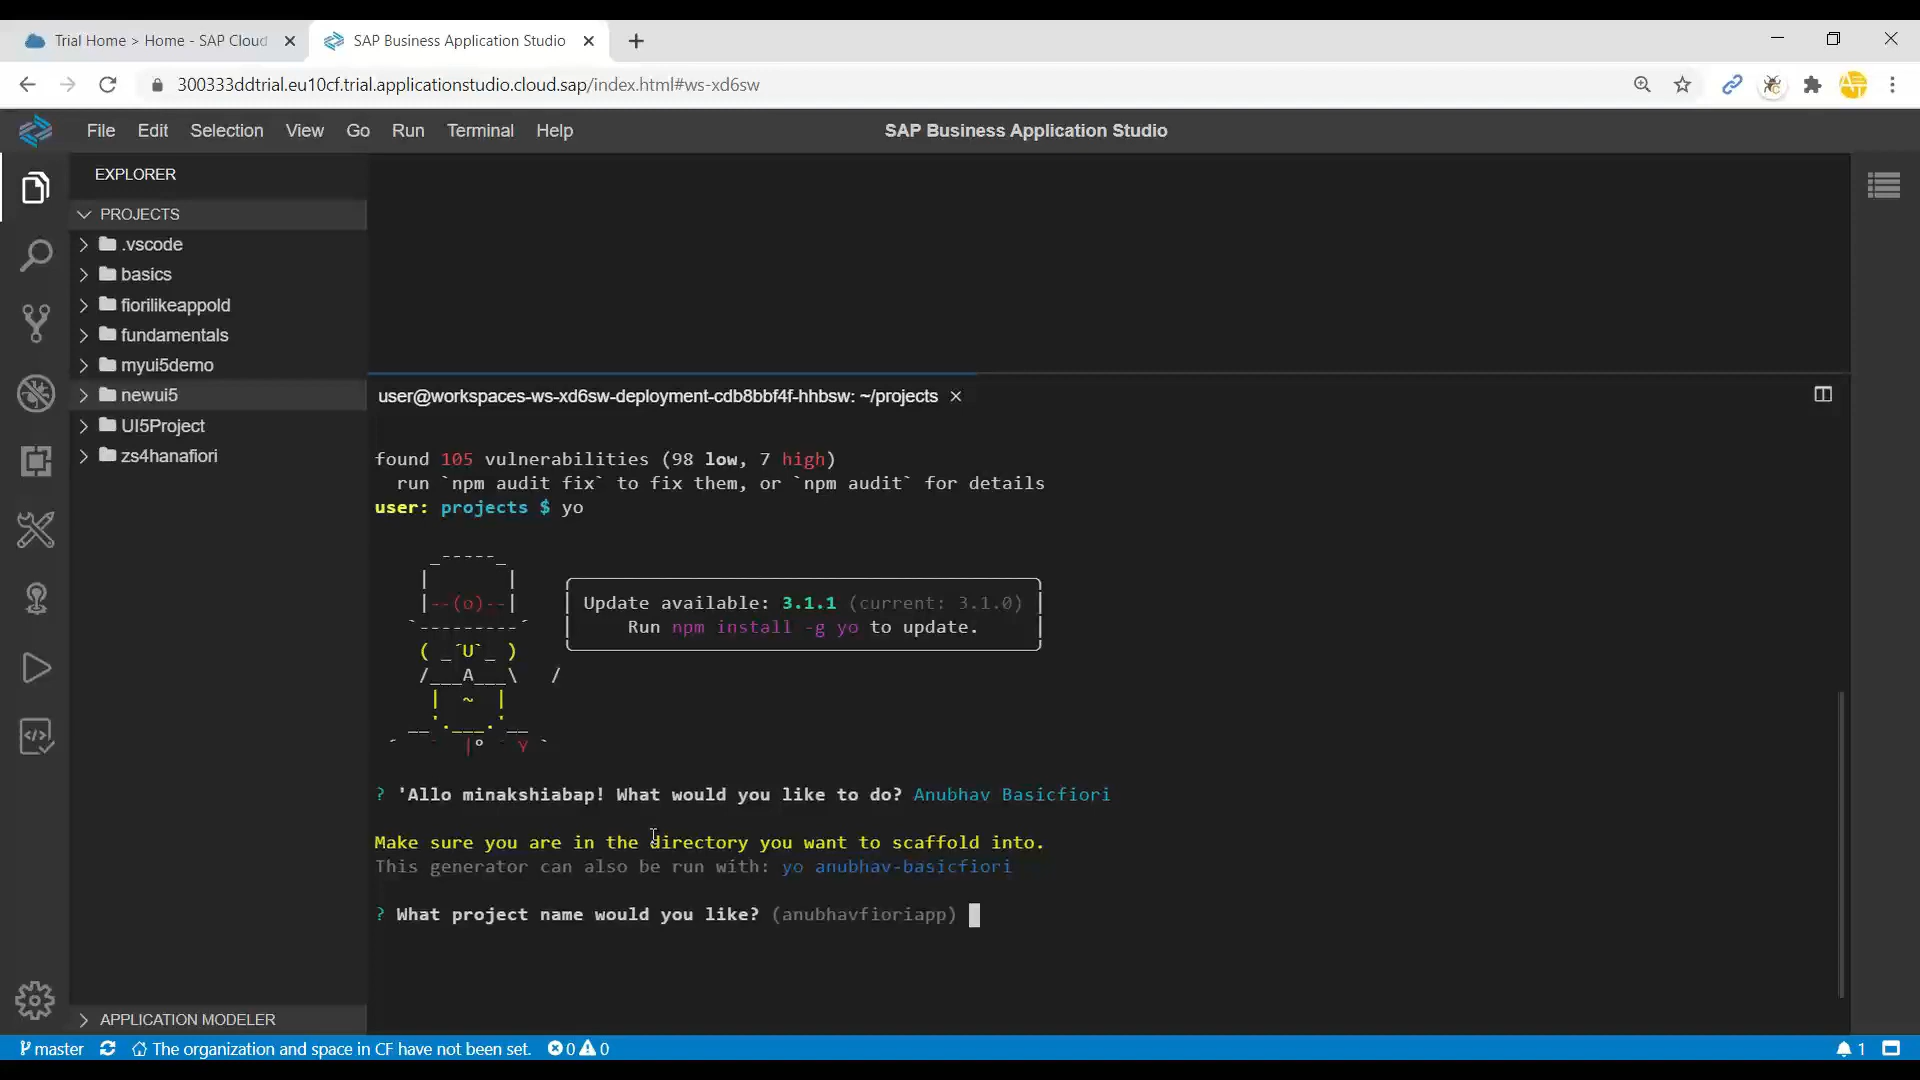 Trial Home > Home - SAP Cloud
SAP Business Application Studio
300333ddtrial.eu10cf.trial.applicationstudio.cloud.sap/index.html#ws-xd6sw
File Edit Selection View Go Run Terminal Help
SAP Business Application Studio
EXPLORER
PROJECTS
.vscode
basics
fiorilikeappold
fundamentals
myui5demo
newui5
UI5Project
zs4hanafiori
APPLICATION MODELER
user@workspaces-ws-xd6sw-deployment-cdb8bbf4f-hhbsw: ~/projects
found 105 vulnerabilities (98 low, 7 high)
run `npm audit fix` to fix them, or `npm audit` for details
user: projects $ yo
Update available: 3.1.1 (current: 3.1.0)
Run npm install -g yo to update.
? 'Allo minakshiabap! What would you like to do? Anubhav Basicfiori
Make sure you are in the directory you want to scaffold into.
This generator can also be run with: yo anubhav-basicfiori
? What project name would you like? (anubhavfioriapp)
master
The organization and space in CF have not been set.
0 0
1